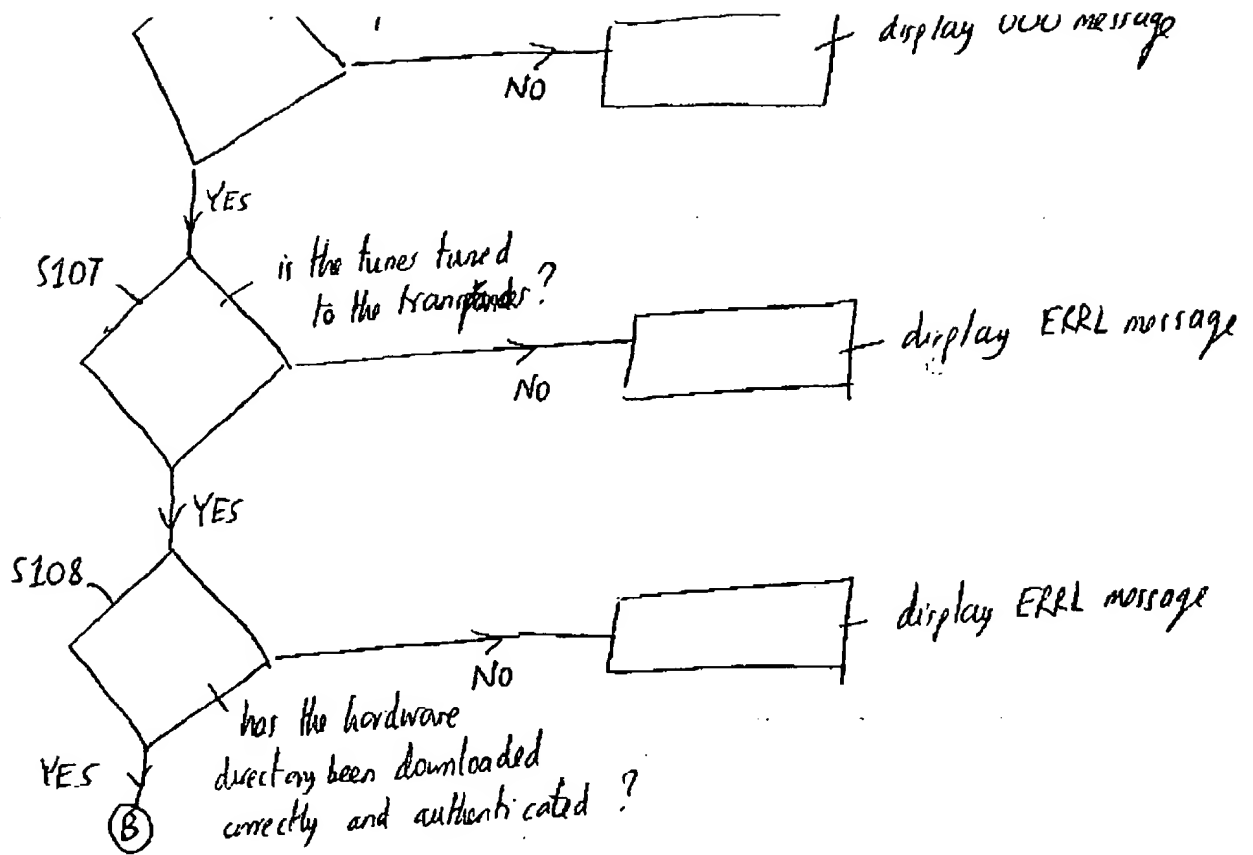 display 000 message
NO
YES
S107
is the tuner tuned
to the transponder?
display ERRL message
NO
YES
S108
display ERRL message
NO
has the hardware
directory been downloaded
correctly and authenticated ?
YES
B